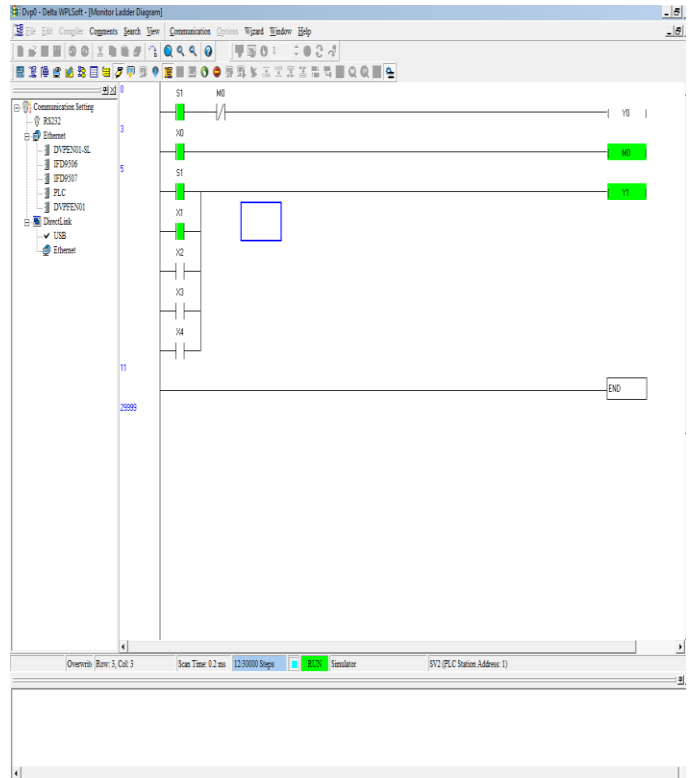 Dvp0 - Delta WPLSoft - [Monitor Ladder Diagram]
File Edit Compiler Comments Search View Communication Options Wizard Window Help
Communication Setting
RS232
Ethernet
DVPEN01-SL
IFD9506
IFD9507
PLC
DVPFEN01
DirectLink
USB
Ethernet
0
S1 M0
Y0
3
X0
M0
5
S1
Y1
X1
X2
X3
X4
11
END
29999
Overwrite Row: 3, Col: 3 Scan Time: 0.2 ms 12/30000 Steps RUN Simulator SV2 (PLC Station Address: 1)